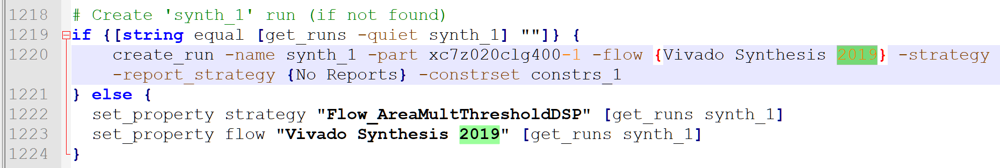 1218 # Create 'synth_1' run (if not found)
1219 if {[string equal [get_runs -quiet synth_1] ""]} {
1220 create_run -name synth_1 -part xc7z020clg400-1 -flow {Vivado Synthesis 2019} -strategy
-report_strategy {No Reports} -constrset constrs_1
1221 } else {
1222 set_property strategy "Flow_AreaMultThresholdDSP" [get_runs synth_1]
1223 set_property flow "Vivado Synthesis 2019" [get_runs synth_1]
1224 }